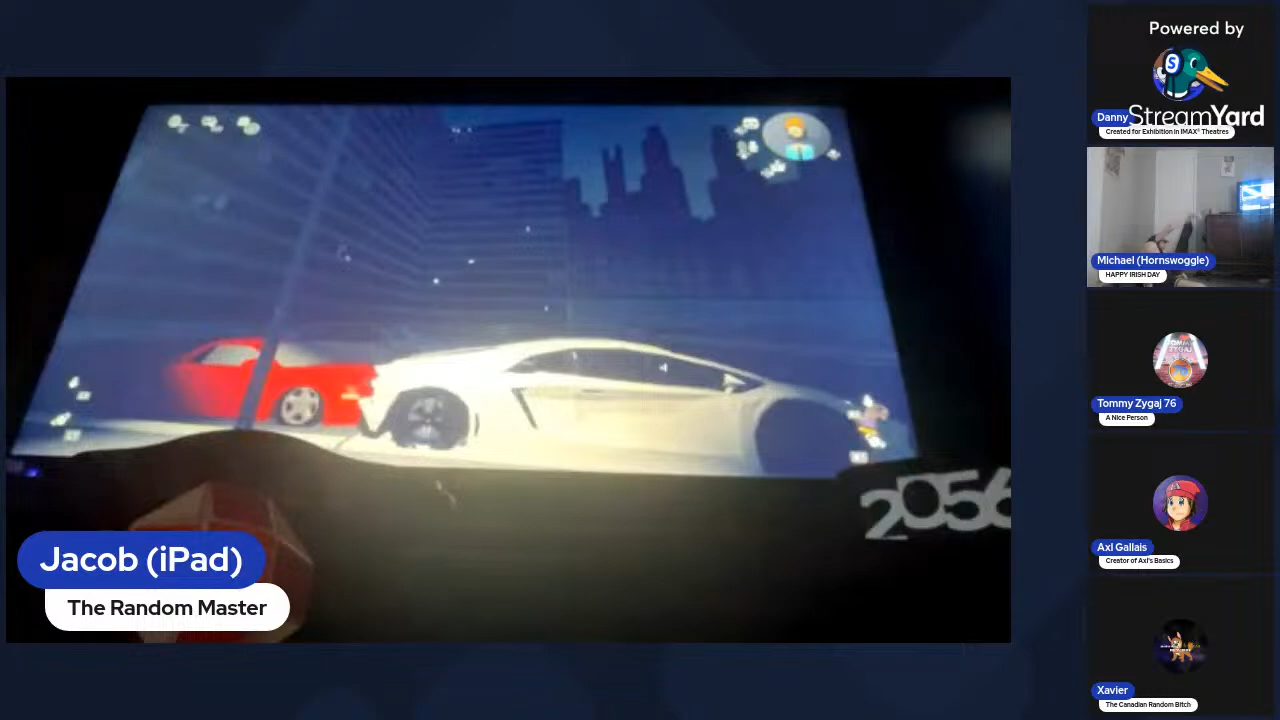 Powered by
S
StreamYard
Danny
Created for Exhibition in IMAX® Theatres
Michael (Hornswoggle)
HAPPY IRISH DAY
Tommy Zygaj 76
A Nice Person
Axl Gallais
Creator of Axl's Basics
Xavier
The Canadian Random Bitch
2056
Jacob (iPad)
The Random Master